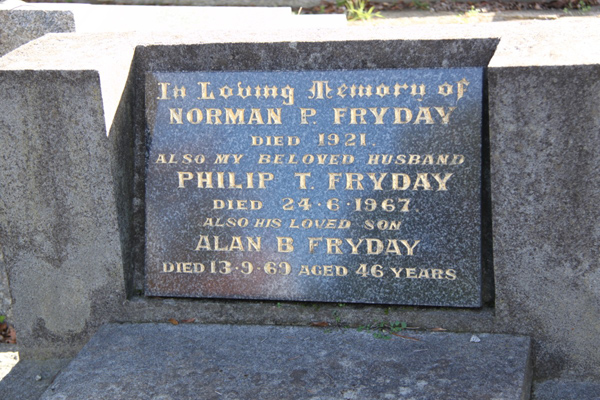 In Loving Memory of
NORMAN P. FRYDAY
DIED 1921.
ALSO MY BELOVED HUSBAND
PHILIP T. FRYDAY
DIED 24·6·1967.
ALSO HIS LOVED SON
ALAN B FRYDAY
DIED 13·9·69 AGED 46 YEARS